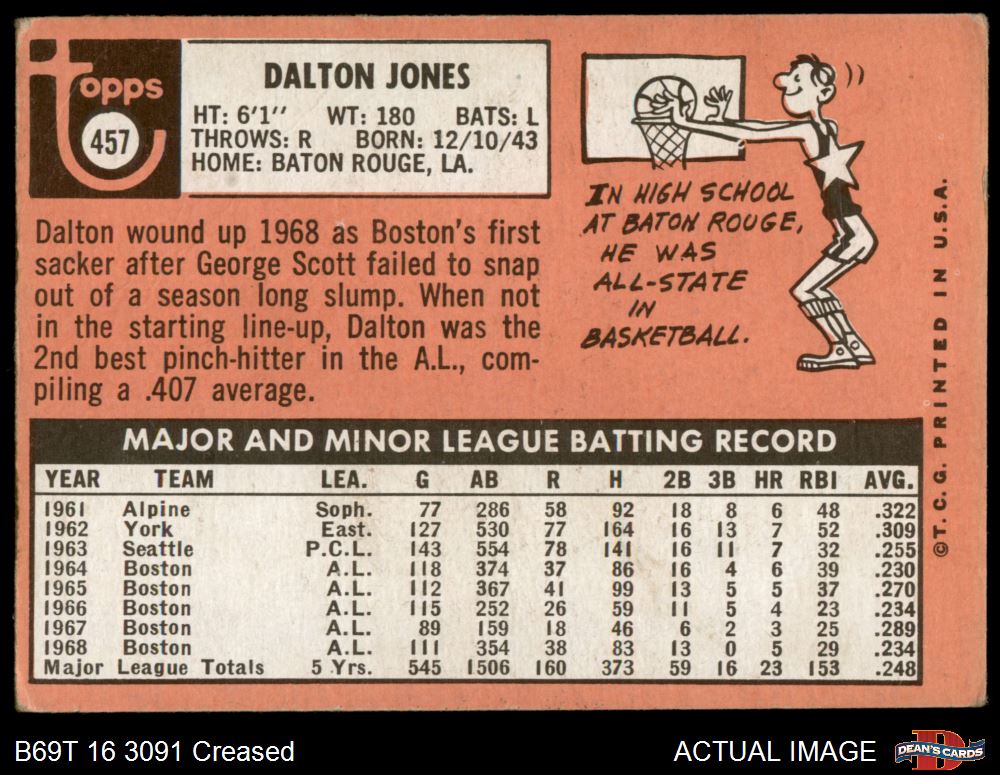 Topps
457
DALTON JONES
HT: 6'1" WT: 180 BATS: L
THROWS: R BORN: 12/10/43
HOME: BATON ROUGE, LA.
Dalton wound up 1968 as Boston's first
sacker after George Scott failed to snap
out of a season long slump. When not
in the starting line-up, Dalton was the
2nd best pinch-hitter in the A.L., com-
piling a .407 average.
IN HIGH SCHOOL
AT BATON ROUGE,
HE WAS
ALL-STATE
IN
BASKETBALL.
©T.C.G. PRINTED IN U.S.A.
MAJOR AND MINOR LEAGUE BATTING RECORD
YEAR TEAM LEA. G AB R H 2B 3B HR RBI AVG.
1961 Alpine Soph. 77 286 58 92 18 8 6 48 .322
1962 York East. 127 530 77 164 16 13 7 52 .309
1963 Seattle P.C.L. 143 554 78 141 16 11 7 32 .255
1964 Boston A.L. 118 374 37 86 16 4 6 39 .230
1965 Boston A.L. 112 367 41 99 13 5 5 37 .270
1966 Boston A.L. 115 252 26 59 11 5 4 23 .234
1967 Boston A.L. 89 159 18 46 6 2 3 25 .289
1968 Boston A.L. 111 354 38 83 13 0 5 29 .234
Major League Totals 5 Yrs. 545 1506 160 373 59 16 23 153 .248
B69T 16 3091 Creased
ACTUAL IMAGE
DEAN'S CARDS